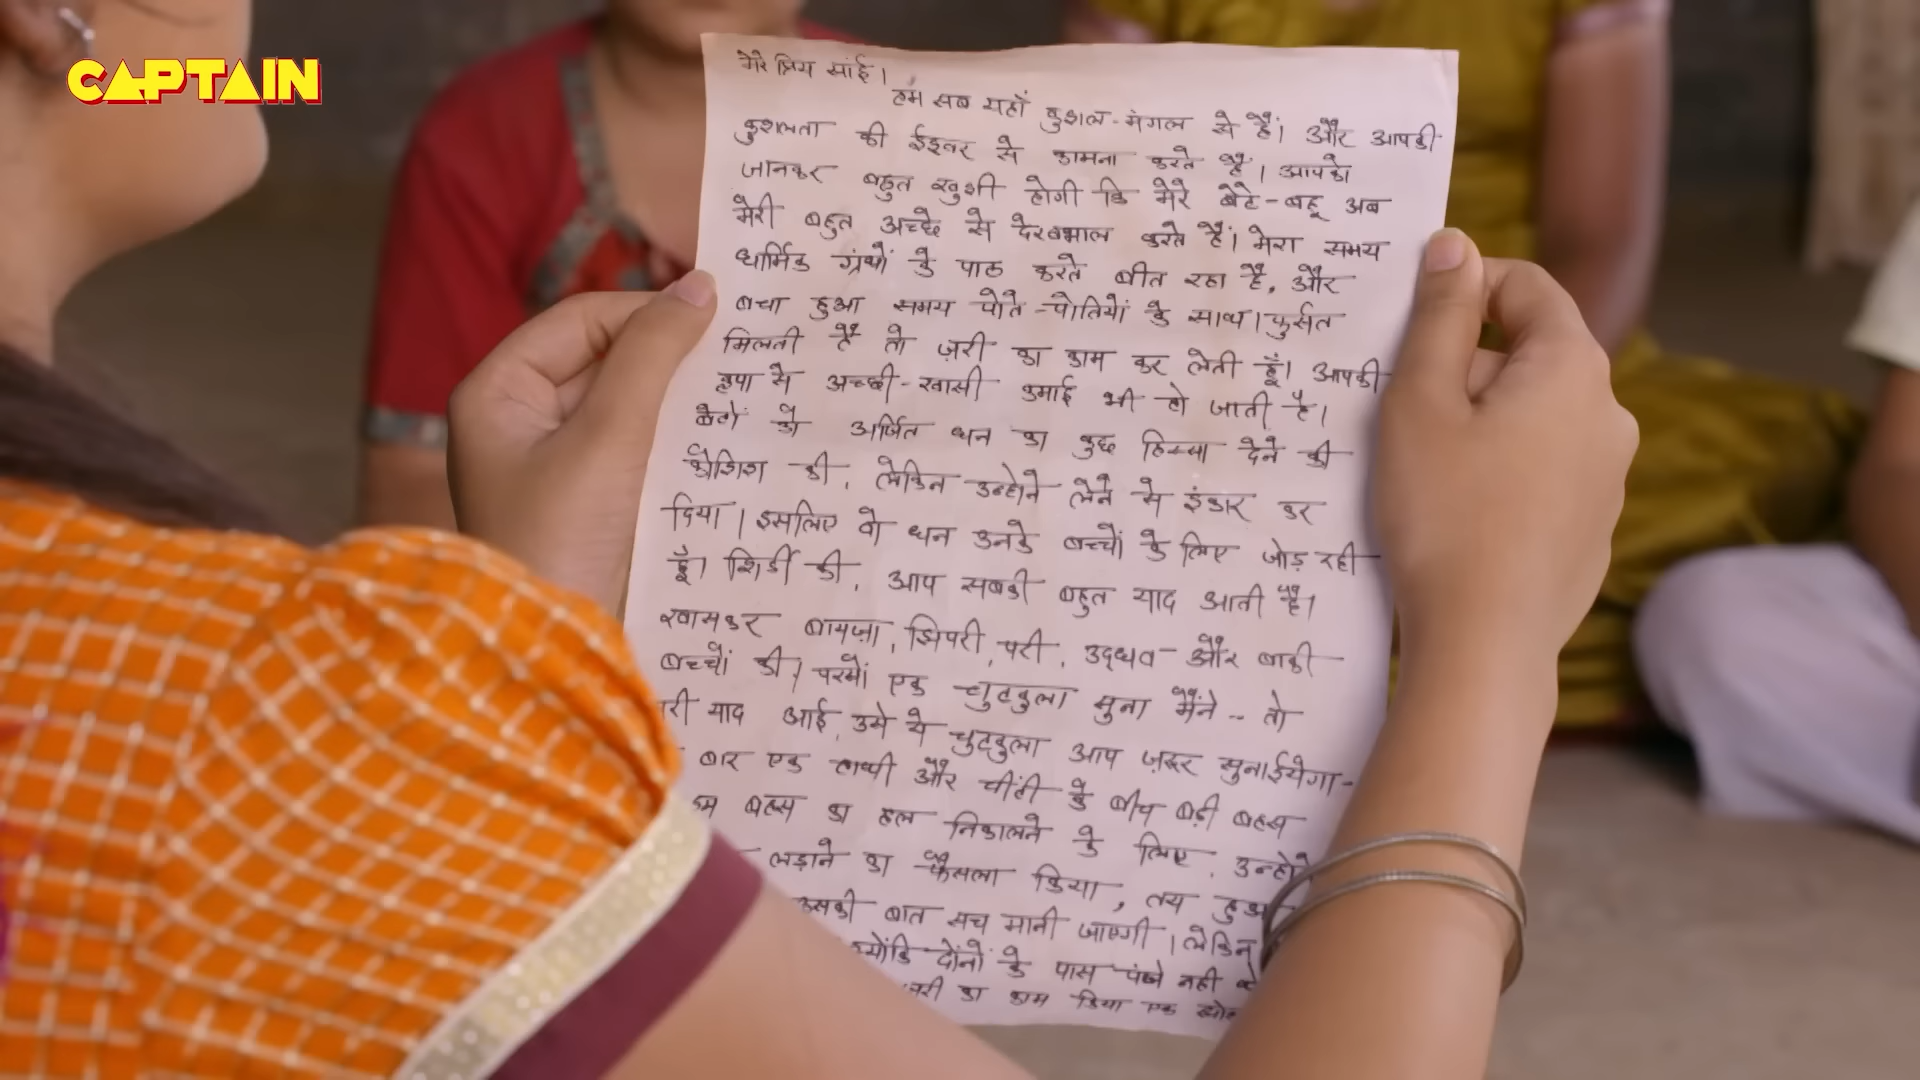 CAPTAIN
मेरे प्रिय सांई।
हम सब यहाँ कुशल-मंगल से हैं। और आपकी
कुशलता की ईश्वर से कामना करते हैं। आपको
जानकर बहुत खुशी होगी कि मेरे बेटे-बहू अब
मेरी बहुत अच्छे से देखभाल करते हैं। मेरा समय
धार्मिक ग्रंथों के पाठ करते बीत रहा है, और
बचा हुआ समय पोते-पोतियों के साथ। फुर्सत
मिलती है तो ज़री का काम कर लेती हूँ। आपकी
कृपा से अच्छी-खासी कमाई भी हो जाती है।
बेटों को अर्जित धन का कुछ हिस्सा देने की
कोशिश की, लेकिन उन्होने लेने से इंकार कर
दिया। इसलिए वो धन उनके बच्चों के लिए जोड़ रही
हूँ। शिर्डी की, आप सबकी बहुत याद आती है।
खासकर बायज़ा, झिपरी, परी, उद्धव और बाकी
बच्चों की। परसों एक चुटकुला सुना मैंने -- तो
याद आई, उसे ये चुटकुला आप ज़रूर सुनाईयेगा-
बार एक हाथी और चींटी के बीच बड़ी बहस
बहस का हल निकालने के लिए, उन्होंने
लड़ाने का फैसला किया, तय हुआ
उसकी बात सच मानी जाएगी। लेकिन
क्योंकि दोनों के पास पंजे नही थे
का काम किया एक